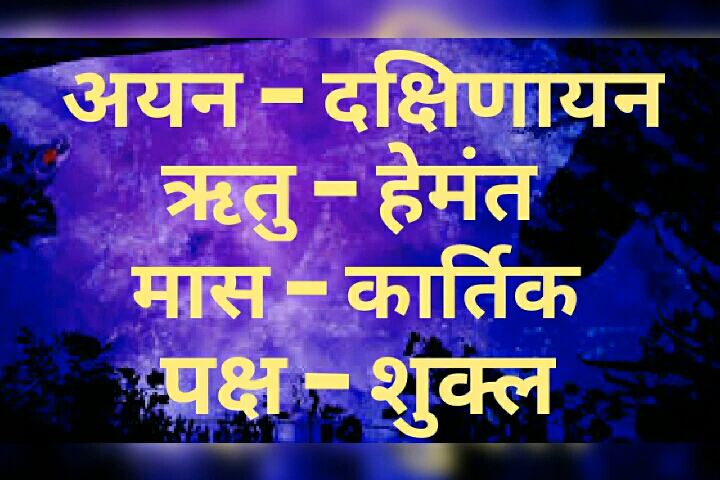 अयन - दक्षिणायन
ऋतु - हेमंत
मास - कार्तिक
पक्ष - शुक्ल